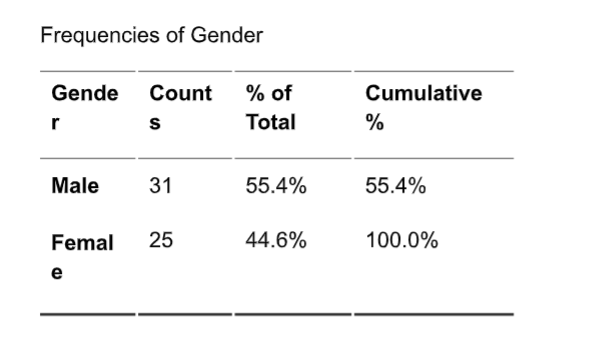 Frequencies of Gender
Gende Count % of Cumulative
r s Total %
Male 31 55.4% 55.4%
Femal 25 44.6% 100.0%
e